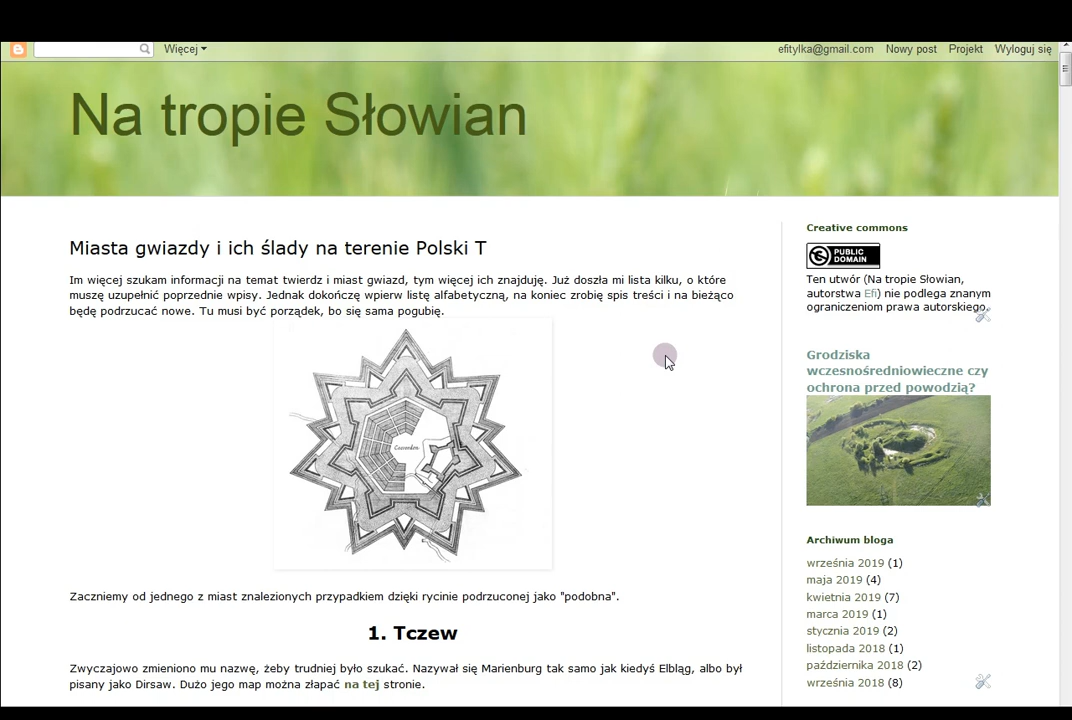 Więcej
efitylka@gmail.com Nowy post Projekt Wyloguj się
Na tropie Słowian
Miasta gwiazdy i ich ślady na terenie Polski T
Im więcej szukam informacji na temat twierdz i miast gwiazd, tym więcej ich znajduję. Już doszła mi lista kilku, o które
muszę uzupełnić poprzednie wpisy. Jednak dokończę wpierw listę alfabetyczną, na koniec zrobię spis treści i na bieżąco
będę podrzucać nowe. Tu musi być porządek, bo się sama pogubię.
Coevorden
Zaczniemy od jednego z miast znalezionych przypadkiem dzięki rycinie podrzuconej jako "podobna".
1. Tczew
Zwyczajowo zmieniono mu nazwę, żeby trudniej było szukać. Nazywał się Marienburg tak samo jak kiedyś Elbląg, albo był
pisany jako Dirsaw. Dużo jego map można złapać na tej stronie.
Creative commons
PUBLIC
DOMAIN
Ten utwór (Na tropie Słowian,
autorstwa Efi) nie podlega znanym
ograniczeniom prawa autorskiego.
Grodziska
wczesnośredniowieczne czy
ochrona przed powodzią?
Archiwum bloga
września 2019 (1)
maja 2019 (4)
kwietnia 2019 (7)
marca 2019 (1)
stycznia 2019 (2)
listopada 2018 (1)
października 2018 (2)
września 2018 (8)